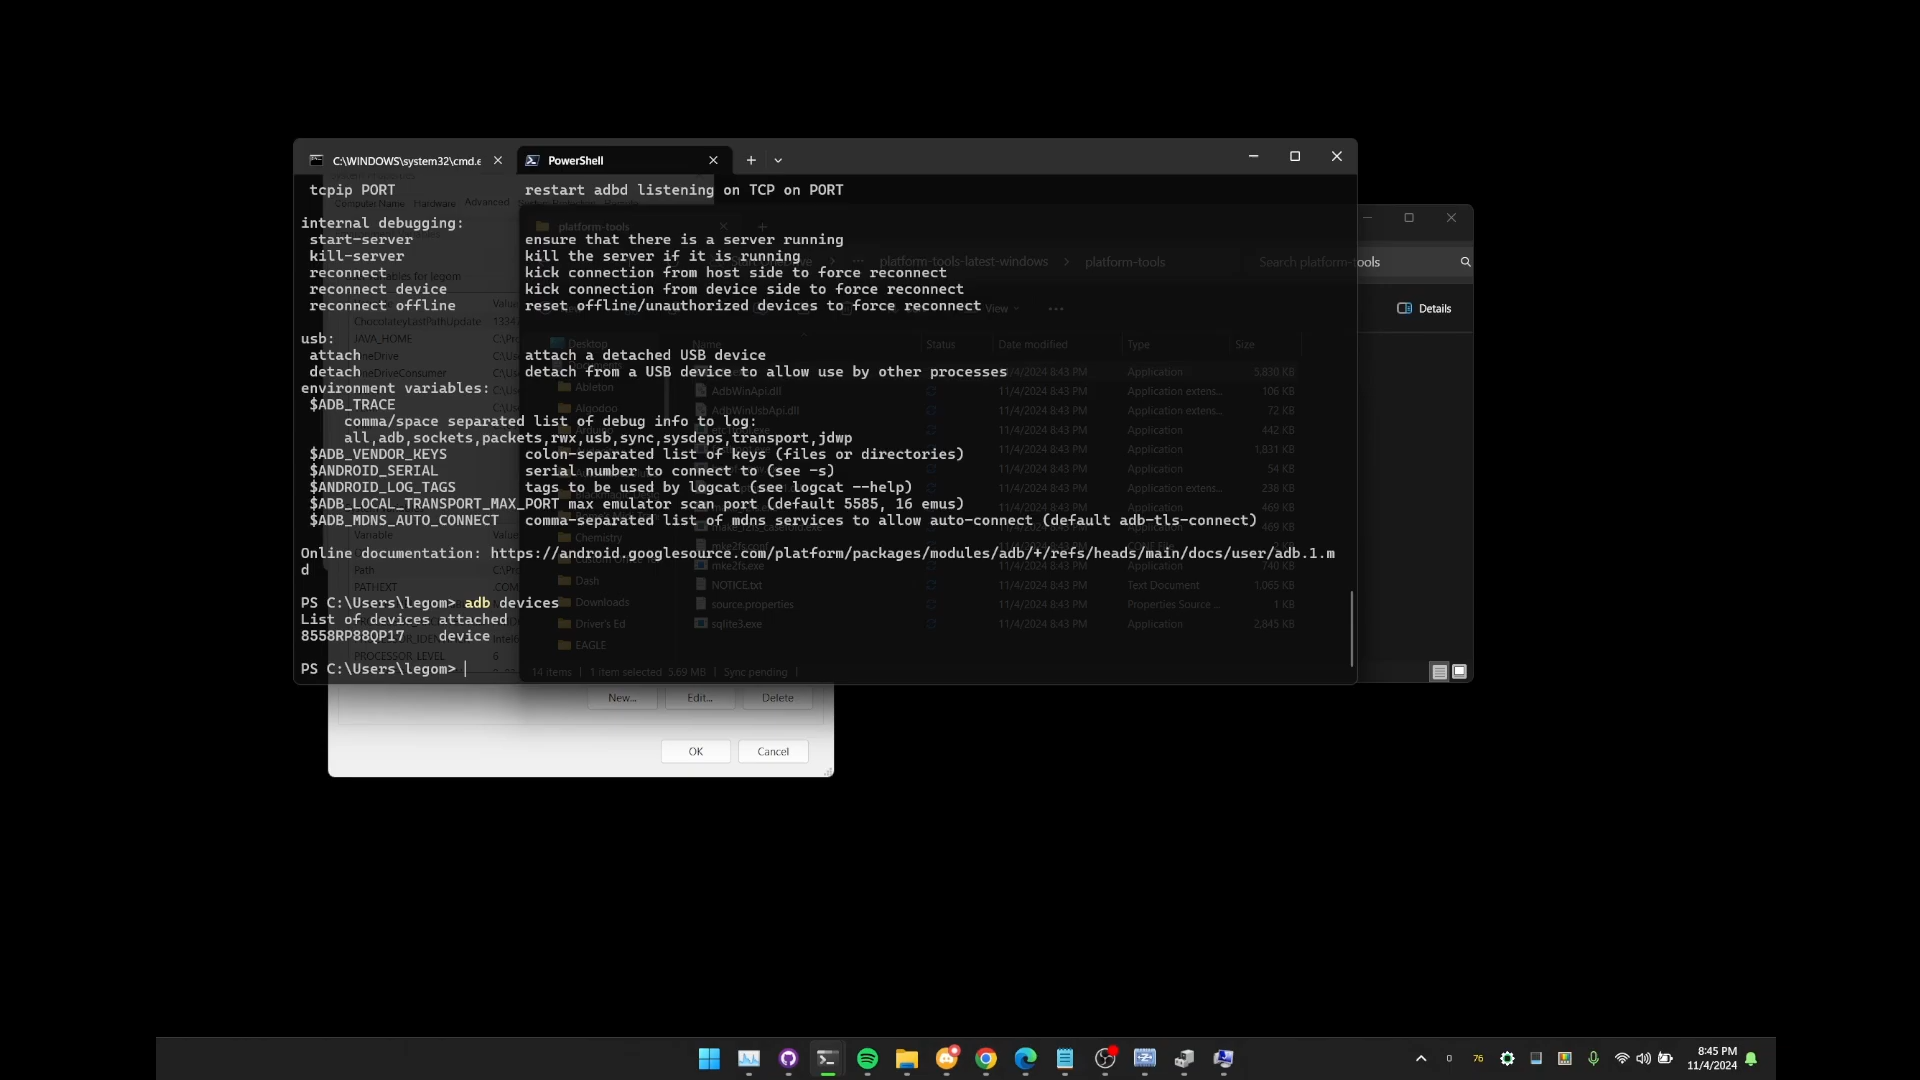 C:\WINDOWS\system32\cmd.e
PowerShell
tcpip PORT restart adbd listening on TCP on PORT
internal debugging:
start-server ensure that there is a server running
kill-server kill the server if it is running
reconnect kick connection from host side to force reconnect
reconnect device kick connection from device side to force reconnect
reconnect offline reset offline/unauthorized devices to force reconnect
usb:
attach attach a detached USB device
detach detach from a USB device to allow use by other processes
environment variables:
$ADB_TRACE
comma/space separated list of debug info to log:
all,adb,sockets,packets,rwx,usb,sync,sysdeps,transport,jdwp
$ADB_VENDOR_KEYS colon-separated list of keys (files or directories)
$ANDROID_SERIAL serial number to connect to (see -s)
$ANDROID_LOG_TAGS tags to be used by logcat (see logcat --help)
$ADB_LOCAL_TRANSPORT_MAX_PORT max emulator scan port (default 5585, 16 emus)
$ADB_MDNS_AUTO_CONNECT comma-separated list of mdns services to allow auto-connect (default adb-tls-connect)
Online documentation: https://android.googlesource.com/platform/packages/modules/adb/+/refs/heads/main/docs/user/adb.1.m
d
PS C:\Users\legom> adb devices
List of devices attached
8558RP88QP17 device
PS C:\Users\legom>
Computer Name Hardware Advanced
ChocolateyLastPathUpdate
JAVA_HOME
OneDriveConsumer
Path
PATHEXT
PROCESSOR_LEVEL 6
New... Edit... Delete
OK Cancel
platform-tools
platform-tools-latest-windows > platform-tools
Search platform-tools
View
Details
Name Status Date modified Type Size
11/4/2024 8:43 PM Application 5,830 KB
AdbWinApi.dll 11/4/2024 8:43 PM Application extens... 106 KB
AdbWinUsbApi.dll 11/4/2024 8:43 PM Application extens... 72 KB
11/4/2024 8:43 PM Application 442 KB
11/4/2024 8:43 PM Application 1,831 KB
11/4/2024 8:43 PM Application 54 KB
11/4/2024 8:43 PM Application extens... 238 KB
11/4/2024 8:43 PM Application 469 KB
Application 469 KB
mke2fs.conf
mke2fs.exe 11/4/2024 8:43 PM Application 740 KB
NOTICE.txt 11/4/2024 8:43 PM Text Document 1,065 KB
source.properties 11/4/2024 8:43 PM Properties Source ... 1 KB
sqlite3.exe 11/4/2024 8:43 PM Application 2,845 KB
Desktop
Ableton
Algodoo
Chemistry
Dash
Downloads
Driver's Ed
EAGLE
14 items 1 item selected 5.69 MB Sync pending
0
76
8:45 PM
11/4/2024